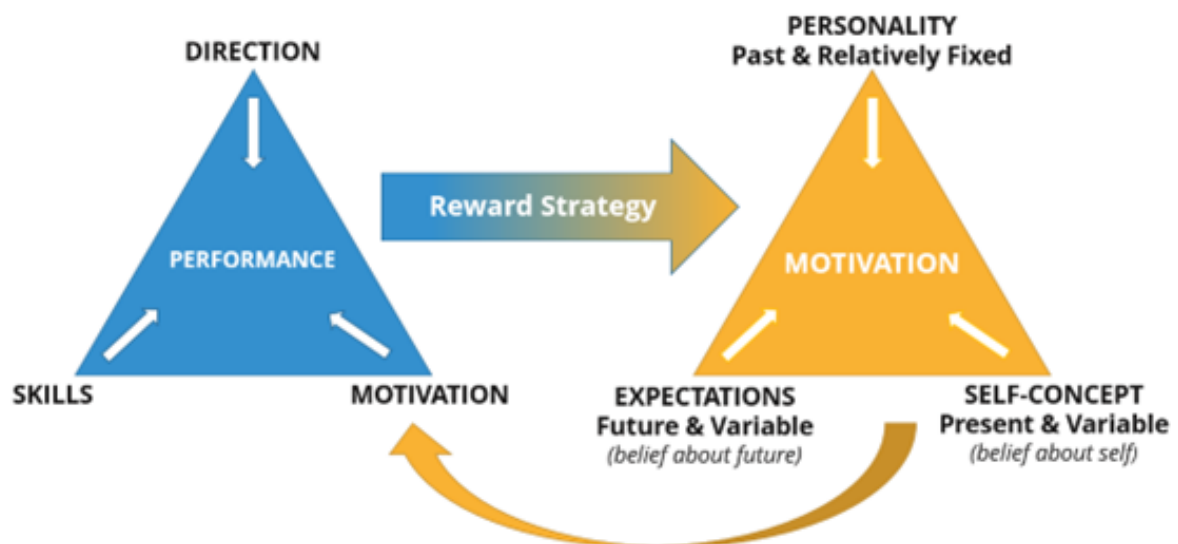 DIRECTION
PERFORMANCE
SKILLS
MOTIVATION
Reward Strategy
PERSONALITY
Past & Relatively Fixed
MOTIVATION
EXPECTATIONS
Future & Variable
(belief about future)
SELF-CONCEPT
Present & Variable
(belief about self)